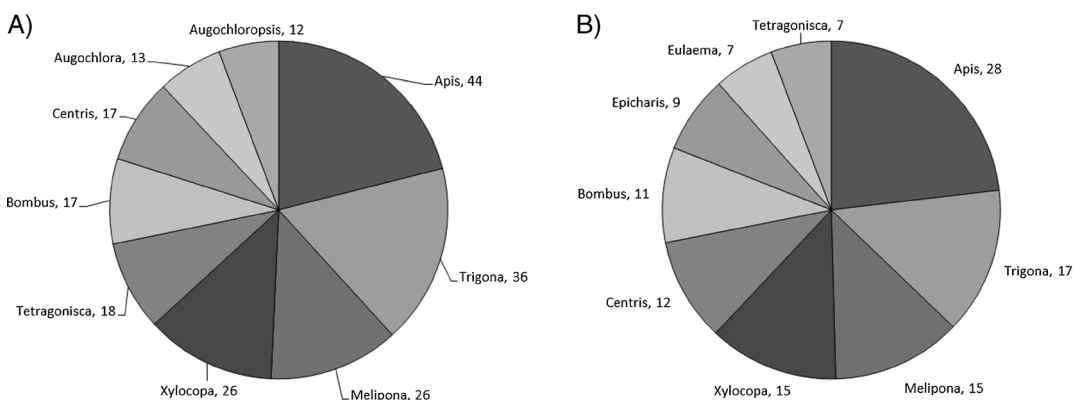 A)
Augochloropsis, 12
Augochlora, 13
Apis, 44
Centris, 17
Bombus, 17
Trigona, 36
Tetragonisca, 18
Xylocopa, 26
Melipona, 26
B)
Tetragonisca, 7
Eulaema, 7
Apis, 28
Epicharis, 9
Bombus, 11
Trigona, 17
Centris, 12
Xylocopa, 15
Melipona, 15